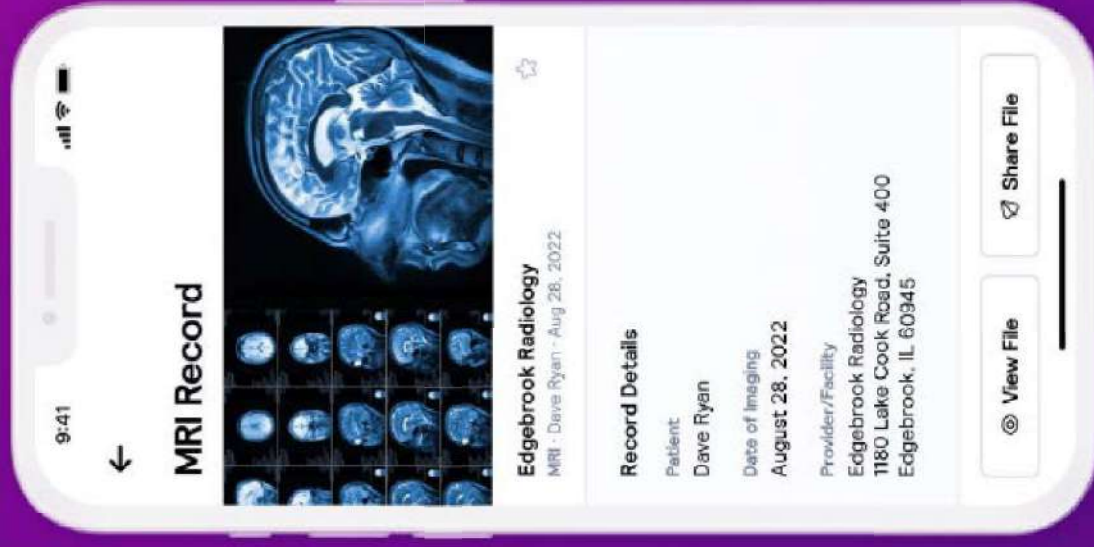 9:41
MRI Record
Edgebrook Radiology
MRI - Dave Ryan - Aug 28, 2022
Record Details
Patient
Dave Ryan
Date of Imaging
August 28, 2022
Provider/Facility
Edgebrook Radiology
1180 Lake Cook Road, Suite 400
Edgebrook, IL 60945
View File
Share File